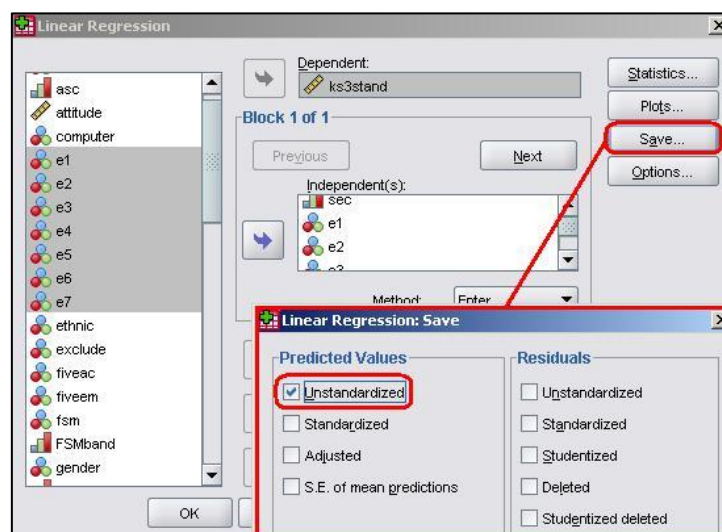 Linear Regression
asc
attitude
computer
e1
e2
e3
e4
e5
e6
e7
ethnic
exclude
fiveac
fiveem
fsm
FSMband
gender
Dependent:
ks3stand
Block 1 of 1
Previous
Next
Independent(s):
sec
e1
e2
Method:
Enter
Statistics...
Plots...
Save...
Options...
OK
Linear Regression: Save
Predicted Values
Unstandardized
Standardized
Adjusted
S.E. of mean predictions
Residuals
Unstandardized
Standardized
Studentized
Deleted
Studentized deleted